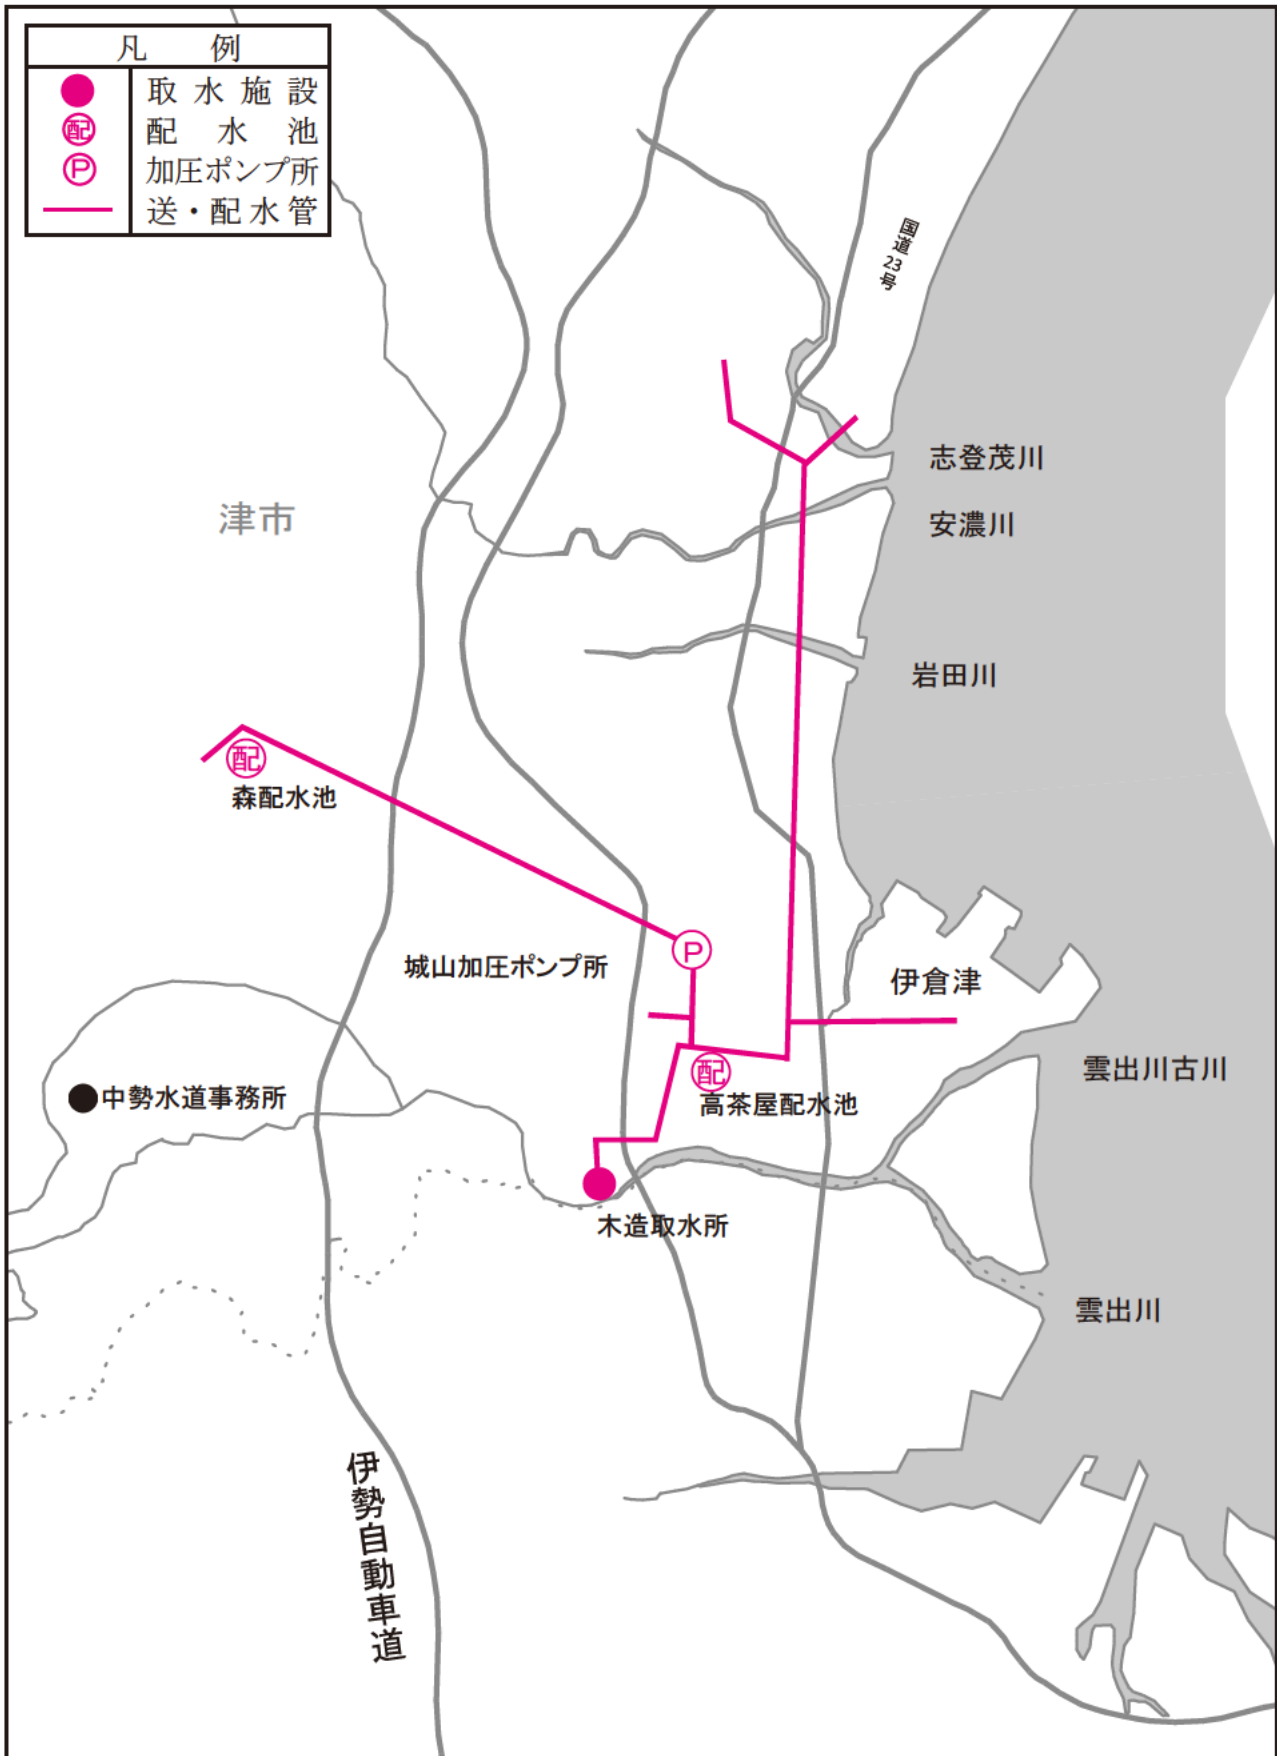 凡 例
取水施設
配 配水池
P 加圧ポンプ所
送・配水管
国道23号
志登茂川
津市
安濃川
岩田川
配
森配水池
P
城山加圧ポンプ所
伊倉津
配
雲出川古川
中勢水道事務所
高茶屋配水池
木造取水所
雲出川
伊勢自動車道